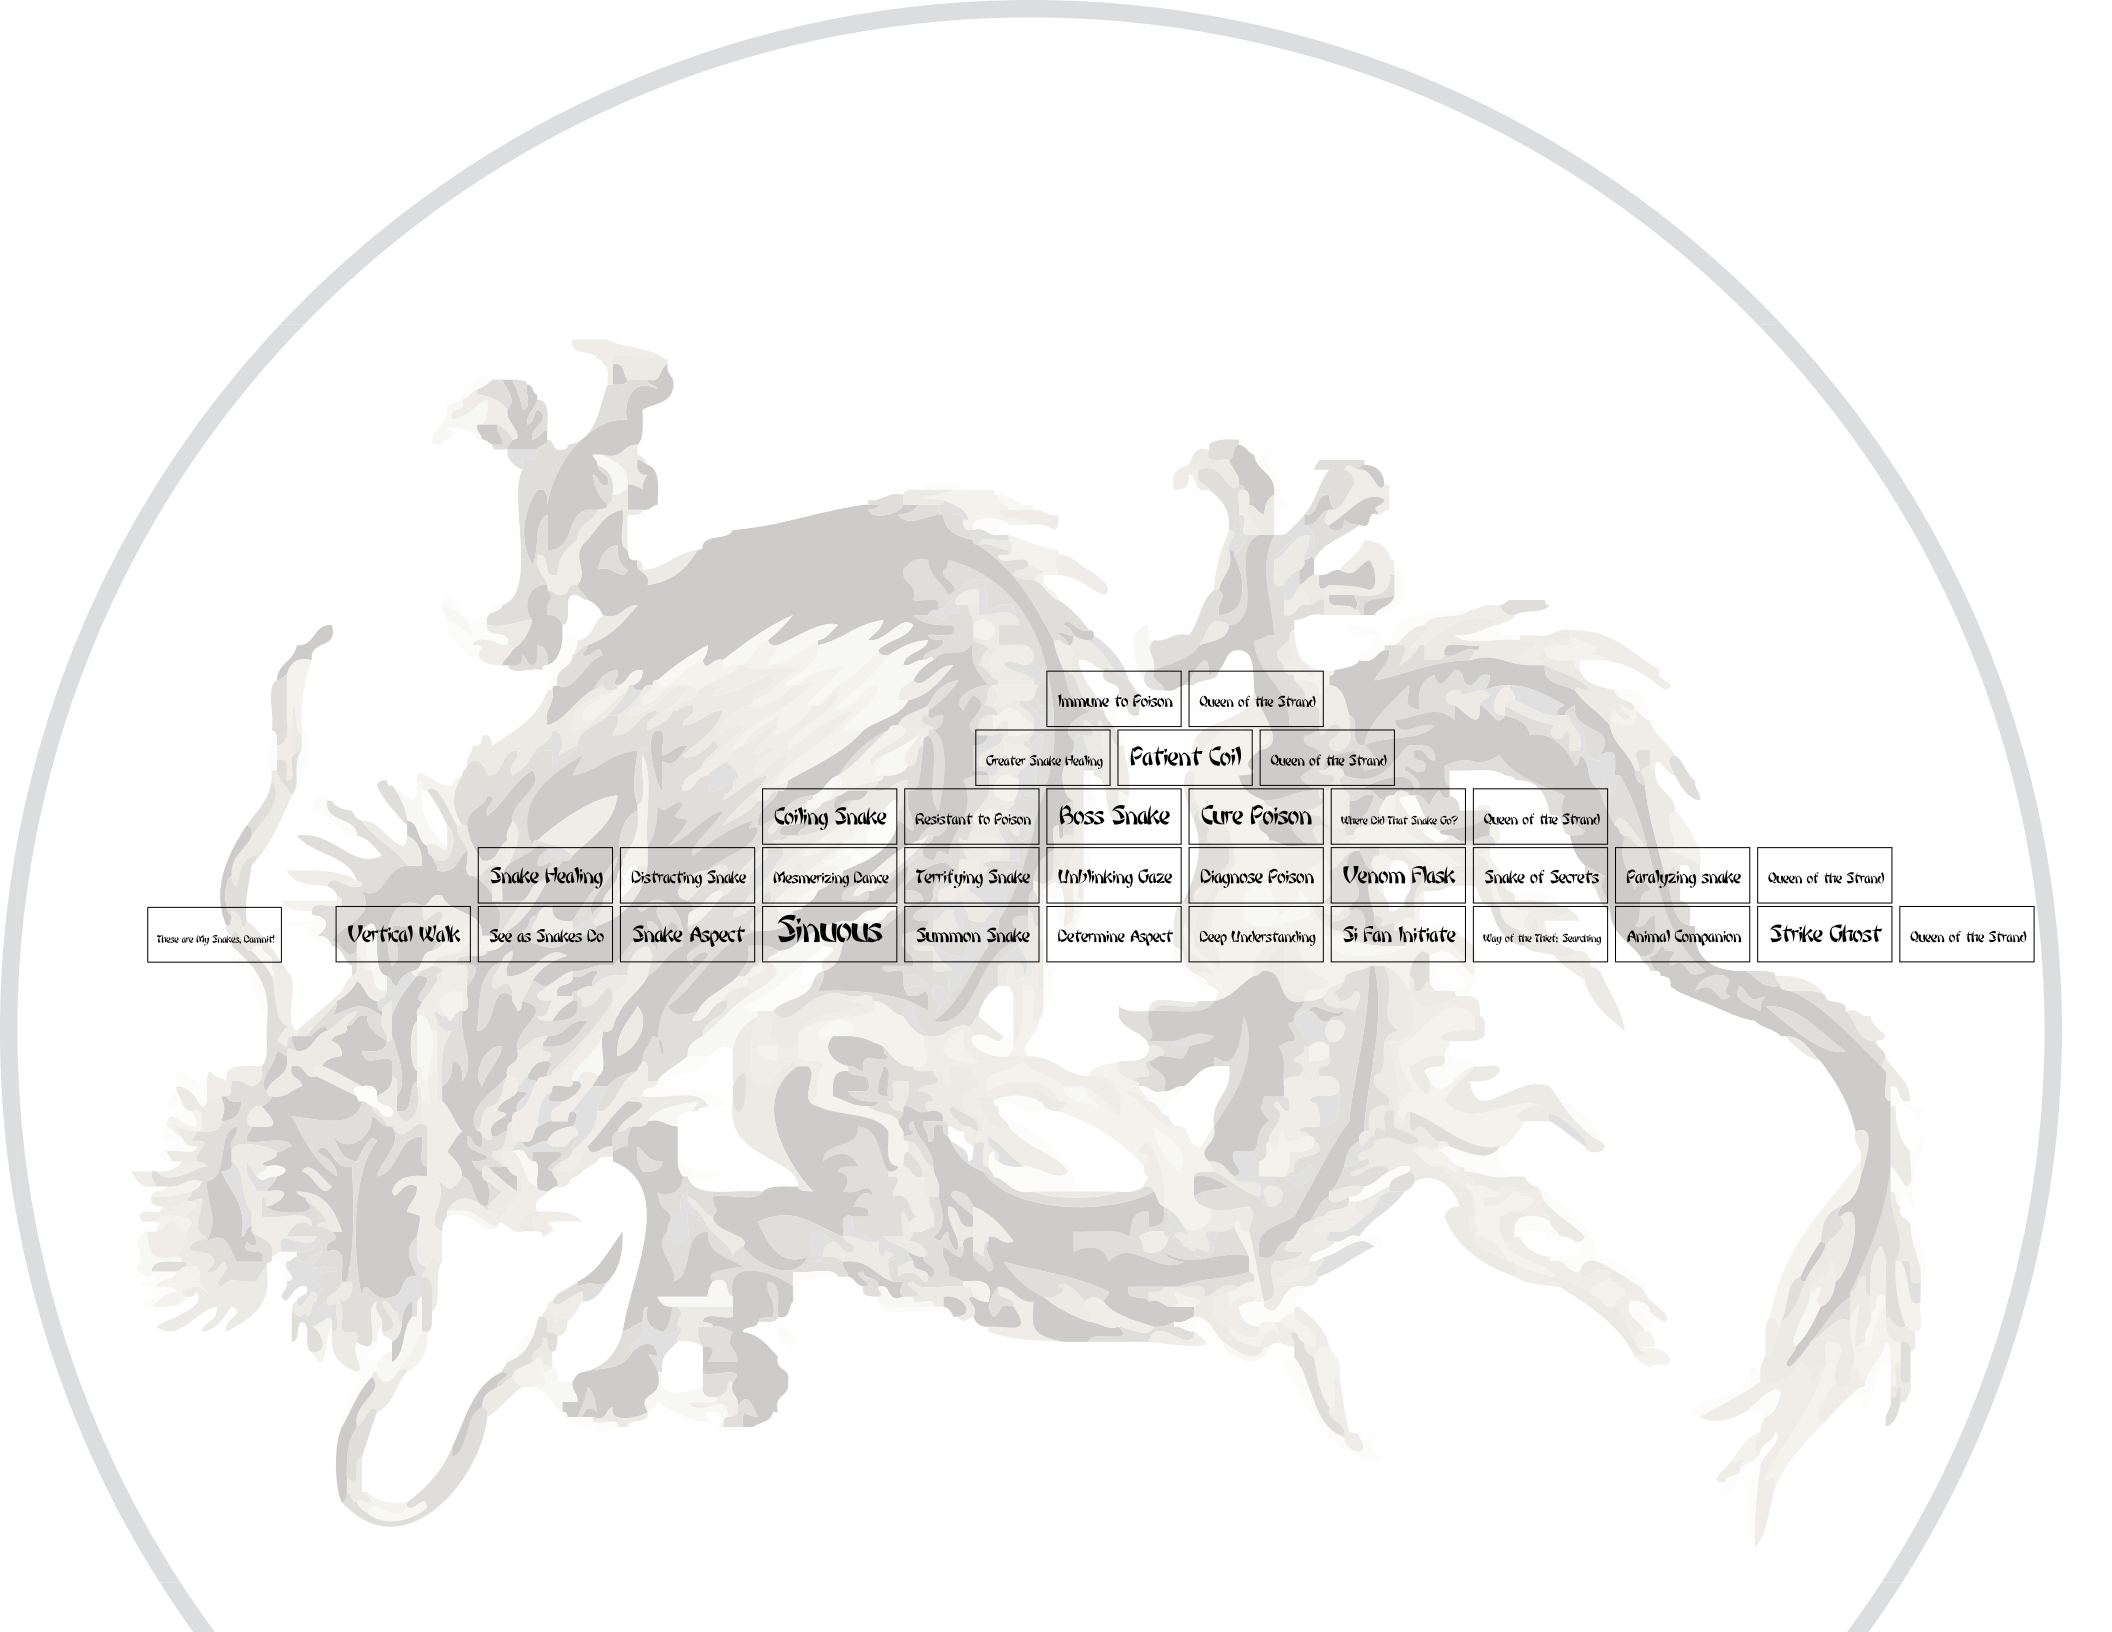 Immune to Poison Queen of the Strand
Greater Snake Healing Patient Coil Queen of the Strand
Coiling Snake Resistant to Poison Boss Snake Cure Poison Where Did That Snake Go? Queen of the Strand
Snake Healing Distracting Snake Mesmerizing Dance Terrifying Snake Unblinking Gaze Diagnose Poison Venom Flask Snake of Secrets Paralyzing snake Queen of the Strand
These are My Snakes, Damnit! Vertical Walk See as Snakes Do Snake Aspect Sinuous Summon Snake Determine Aspect Deep Understanding Si Fan Initiate Way of the Thief: Searching Animal Companion Strike Ghost Queen of the Strand